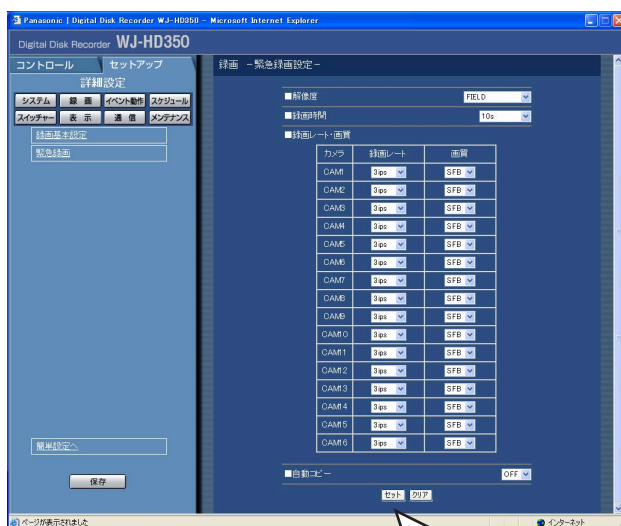 Panasonic | Digital Disk Recorder WJ-HD350 - Microsoft Internet Explorer
Digital Disk Recorder WJ-HD350
コントロール セットアップ
詳細設定
システム 録 画 イベント動作 スケジュール
スイッチャー 表 示 通 信 メンテナンス
録画基本設定
緊急録画
簡単設定へ
保存
録画 －緊急録画設定－
■解像度 FIELD
■録画時間 10s
■録画レート・画質
カメラ 録画レート 画質
CAM1 3ips SFB
CAM2 3ips SFB
CAM3 3ips SFB
CAM4 3ips SFB
CAM5 3ips SFB
CAM6 3ips SFB
CAM7 3ips SFB
CAM8 3ips SFB
CAM9 3ips SFB
CAM10 3ips SFB
CAM11 3ips SFB
CAM12 3ips SFB
CAM13 3ips SFB
CAM14 3ips SFB
CAM15 3ips SFB
CAM16 3ips SFB
■自動コピー OFF
セット クリア
ページが表示されました インターネット